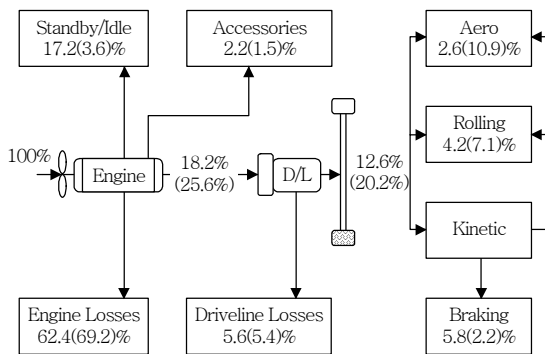 Standby/Idle
17.2(3.6)%
Accessories
2.2(1.5)%
Aero
2.6(10.9)%
Rolling
4.2(7.1)%
100%
Engine
18.2%
(25.6%)
D/L
12.6%
(20.2%)
Kinetic
Engine Losses
62.4(69.2)%
Driveline Losses
5.6(5.4)%
Braking
5.8(2.2)%